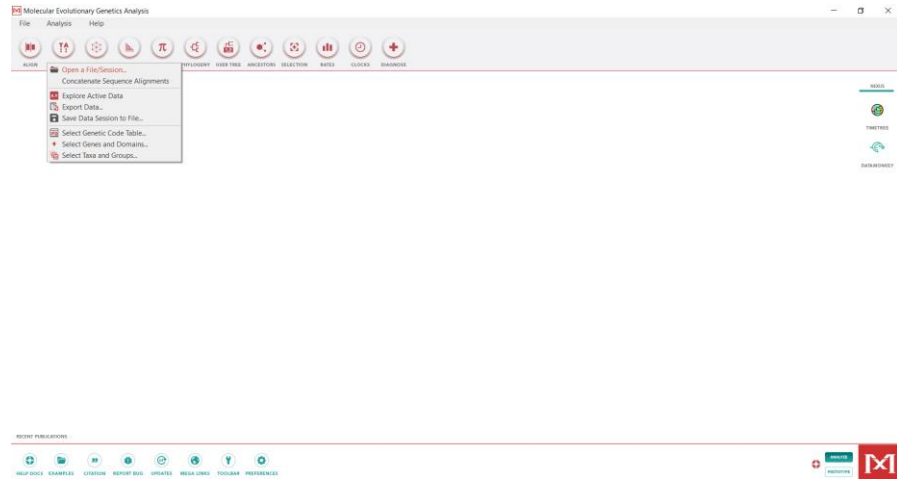 Molecular Evolutionary Genetics Analysis
File Analysis Help
ALIGN PHYLOGENY USER TREE ANCESTORS SELECTION RATES CLOCKS DIAGNOSE
Open a File/Session...
Concatenate Sequence Alignments
Explore Active Data
Export Data...
Save Data Session to File...
Select Genetic Code Table...
Select Genes and Domains...
Select Taxa and Groups...
TIMETREE
DATAMONKEY
RECENT PUBLICATIONS
HELP DOCS EXAMPLES CITATION REPORT BUG UPDATES MEGA LINKS TOOLBAR PREFERENCES
ANALYZE
PROTOTYPE